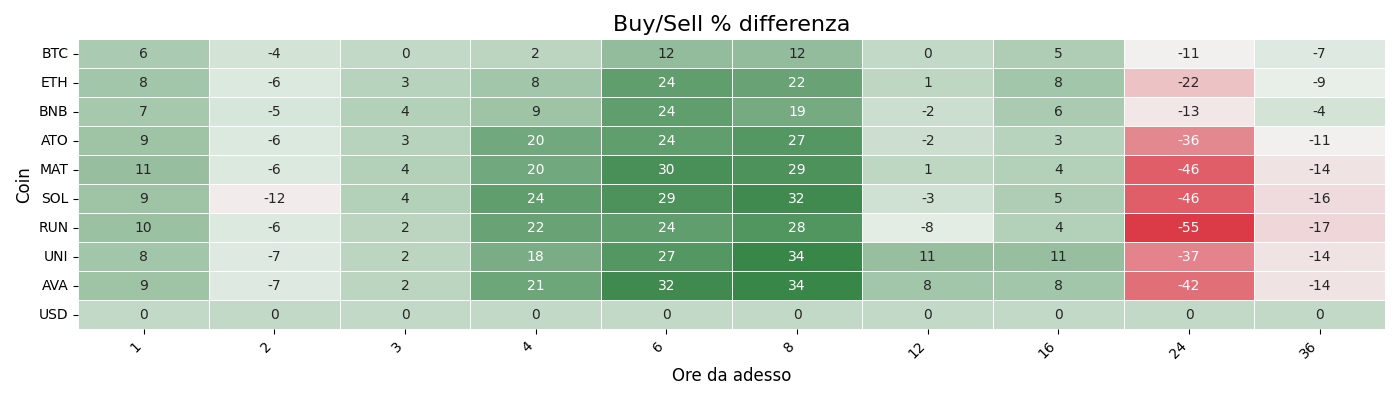 Buy/Sell % differenza
Coin
BTC 6 -4 0 2 12 12 0 5 -11 -7
ETH 8 -6 3 8 24 22 1 8 -22 -9
BNB 7 -5 4 9 24 19 -2 6 -13 -4
ATO 9 -6 3 20 24 27 -2 3 -36 -11
MAT 11 -6 4 20 30 29 1 4 -46 -14
SOL 9 -12 4 24 29 32 -3 5 -46 -16
RUN 10 -6 2 22 24 28 -8 4 -55 -17
UNI 8 -7 2 18 27 34 11 11 -37 -14
AVA 9 -7 2 21 32 34 8 8 -42 -14
USD 0 0 0 0 0 0 0 0 0 0
1 2 3 4 6 8 12 16 24 36
Ore da adesso